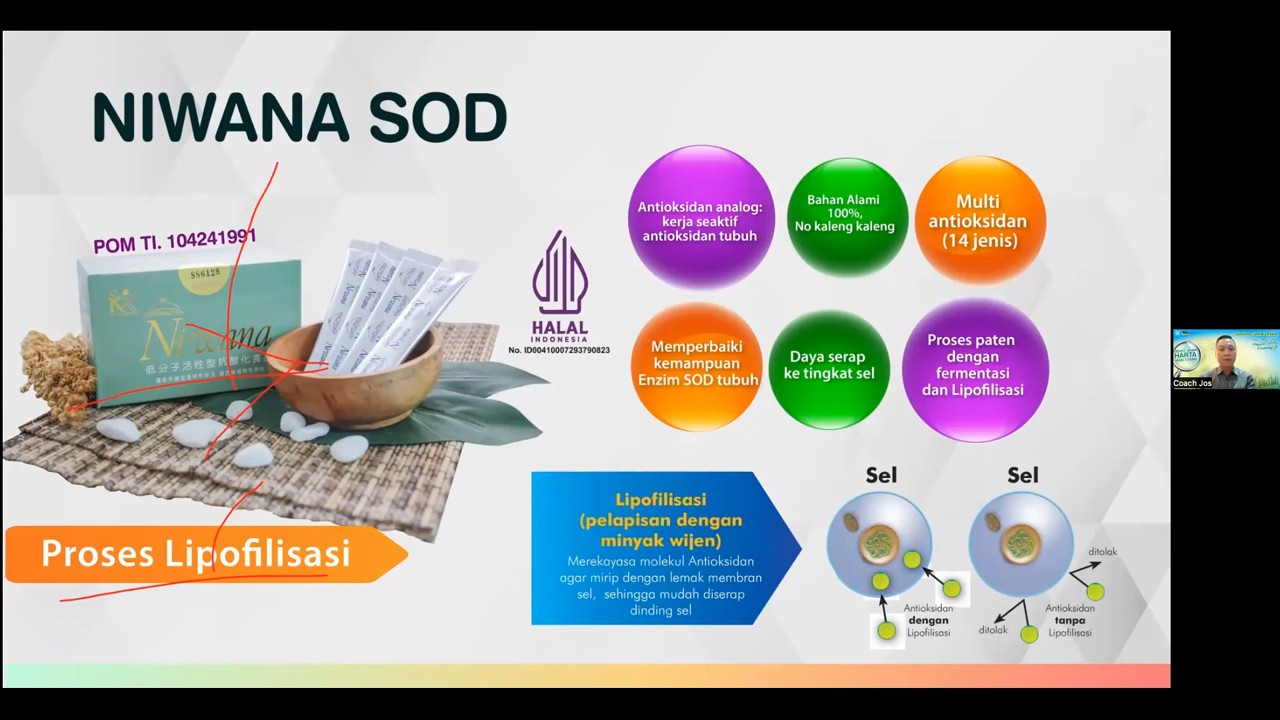 NIWANA SOD
POM TI. 104241991
886128
Nirwana
HALAL
INDONESIA
No. ID00410007293790823
Antioksidan analog:
kerja seaktif
antioksidan tubuh
Bahan Alami
100%,
No kaleng kaleng
Multi
antioksidan
(14 jenis)
Memperbaiki
kemampuan
Enzim SOD tubuh
Daya serap
ke tingkat sel
Proses paten
dengan
fermentasi
dan Lipofilisasi
Proses Lipofilisasi
Lipofilisasi
(pelapisan dengan
minyak wijen)
Merekayasa molekul Antioksidan
agar mirip dengan lemak membran
sel, sehingga mudah diserap
dinding sel
Sel
Antioksidan
dengan
Lipofilisasi
Sel
ditolak
ditolak
Antioksidan
tanpa
Lipofilisasi
HARTA
Coach Jos